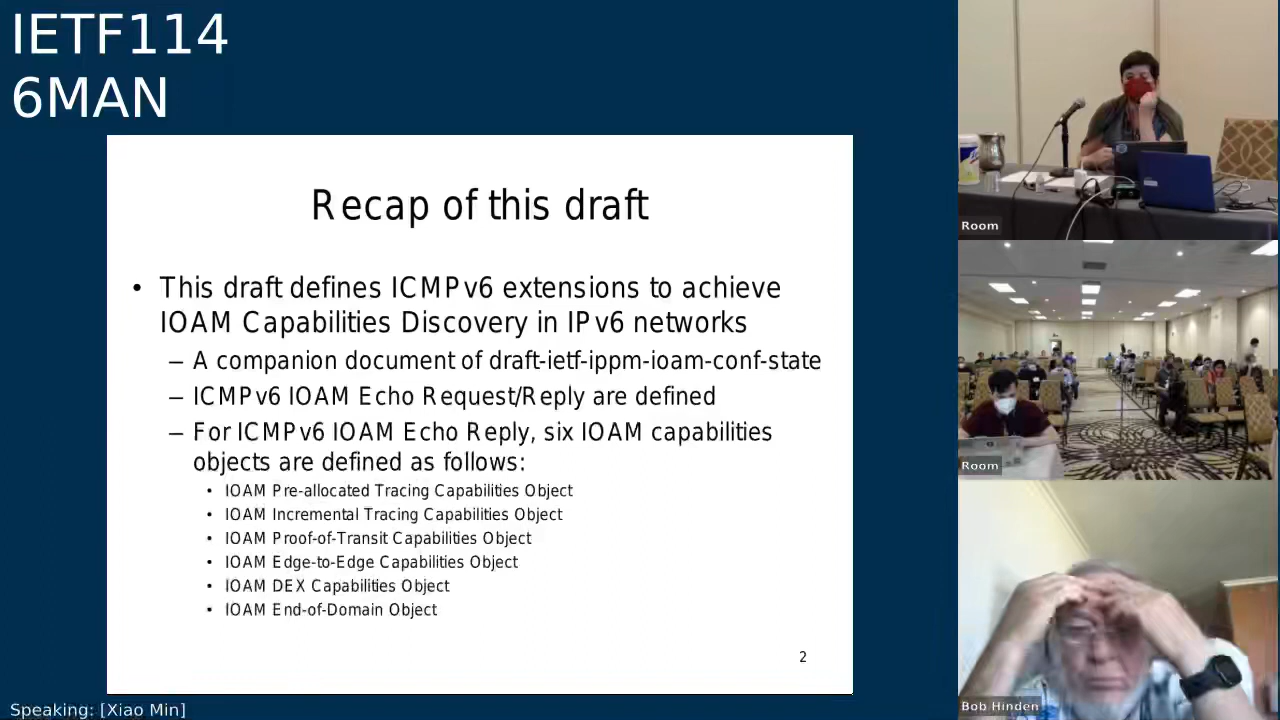 IETF114
6MAN
Recap of this draft
• This draft defines ICMPv6 extensions to achieve
IOAM Capabilities Discovery in IPv6 networks
– A companion document of draft-ietf-ippm-ioam-conf-state
– ICMPv6 IOAM Echo Request/Reply are defined
– For ICMPv6 IOAM Echo Reply, six IOAM capabilities
objects are defined as follows:
• IOAM Pre-allocated Tracing Capabilities Object
• IOAM Incremental Tracing Capabilities Object
• IOAM Proof-of-Transit Capabilities Object
• IOAM Edge-to-Edge Capabilities Object
• IOAM DEX Capabilities Object
• IOAM End-of-Domain Object
2
Speaking: [Xiao Min]
Room
Room
Bob Hinden